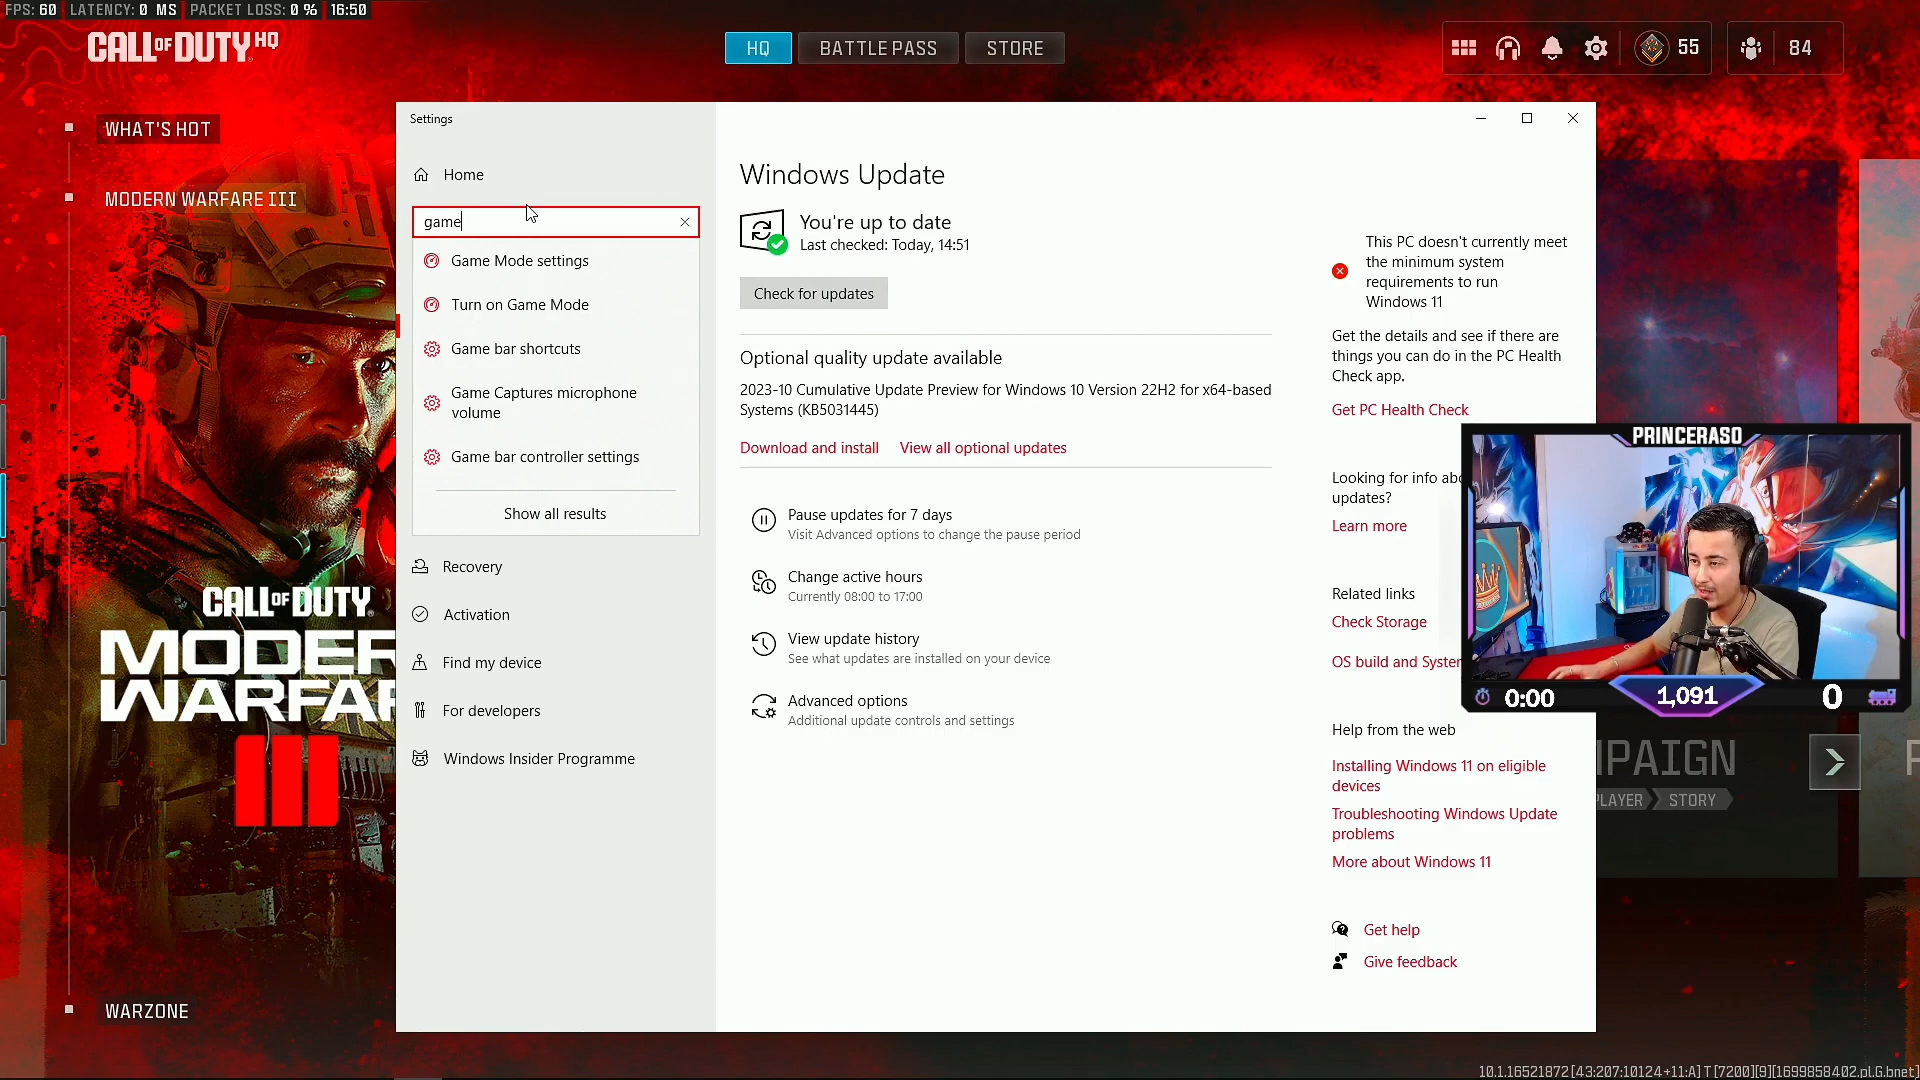 FPS: 60 LATENCY: 0 MS PACKET LOSS: 0 % 16:50
CALL OF DUTY HQ
HQ
BATTLE PASS
STORE
55
84
WHAT'S HOT
MODERN WARFARE III
WARZONE
CALL OF DUTY
MODER
WARFA
III
Settings
Home
game
Game Mode settings
Turn on Game Mode
Game bar shortcuts
Game Captures microphone
volume
Game bar controller settings
Show all results
Recovery
Activation
Find my device
For developers
Windows Insider Programme
Windows Update
You're up to date
Last checked: Today, 14:51
Check for updates
Optional quality update available
2023-10 Cumulative Update Preview for Windows 10 Version 22H2 for x64-based
Systems (KB5031445)
Download and install View all optional updates
Pause updates for 7 days
Visit Advanced options to change the pause period
Change active hours
Currently 08:00 to 17:00
View update history
See what updates are installed on your device
Advanced options
Additional update controls and settings
This PC doesn't currently meet
the minimum system
requirements to run
Windows 11
Get the details and see if there are
things you can do in the PC Health
Check app.
Get PC Health Check
Looking for info abo
updates?
Learn more
Related links
Check Storage
OS build and System
Help from the web
Installing Windows 11 on eligible
devices
Troubleshooting Windows Update
problems
More about Windows 11
Get help
Give feedback
PRINCERASO
0:00 1,091 0
MPAIGN
PLAYER STORY
10.1.16521872[43:207:10124+11:A] T [7200][9][1699858402.pl.G.bnet]